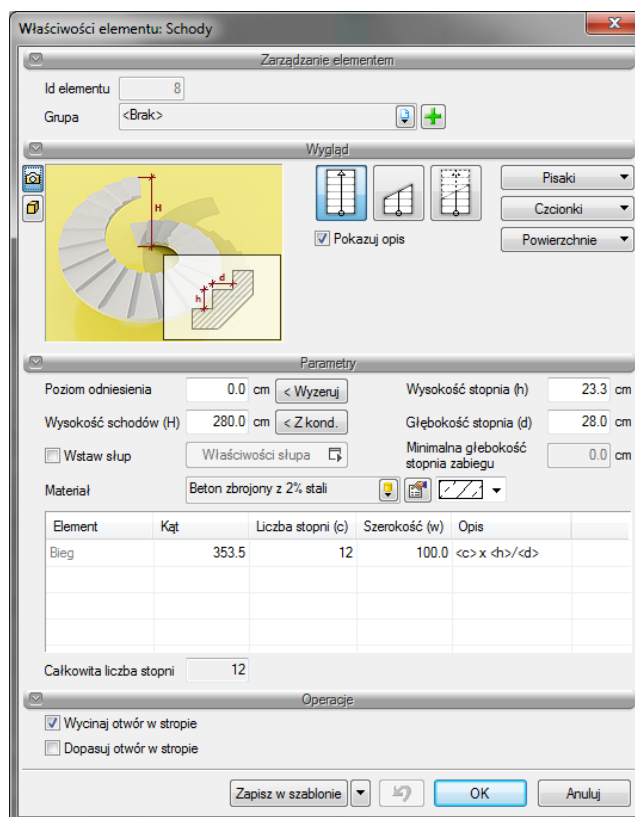 Właściwości elementu: Schody
Zarządzanie elementem
Id elementu 8
Grupa <Brak>
Wygląd
H
d
h
Pokazuj opis
Pisaki
Czcionki
Powierzchnie
Parametry
Poziom odniesienia 0.0 cm < Wyzeruj Wysokość stopnia (h) 23.3 cm
Wysokość schodów (H) 280.0 cm < Z kond. Głębokość stopnia (d) 28.0 cm
Wstaw słup Właściwości słupa Minimalna głębokość
stopnia zabiegu 0.0 cm
Materiał Beton zbrojony z 2% stali
Element Kąt Liczba stopni (c) Szerokość (w) Opis
Bieg 353.5 12 100.0 <c> x <h>/<d>
Całkowita liczba stopni 12
Operacje
Wycinaj otwór w stropie
Dopasuj otwór w stropie
Zapisz w szablonie OK Anuluj